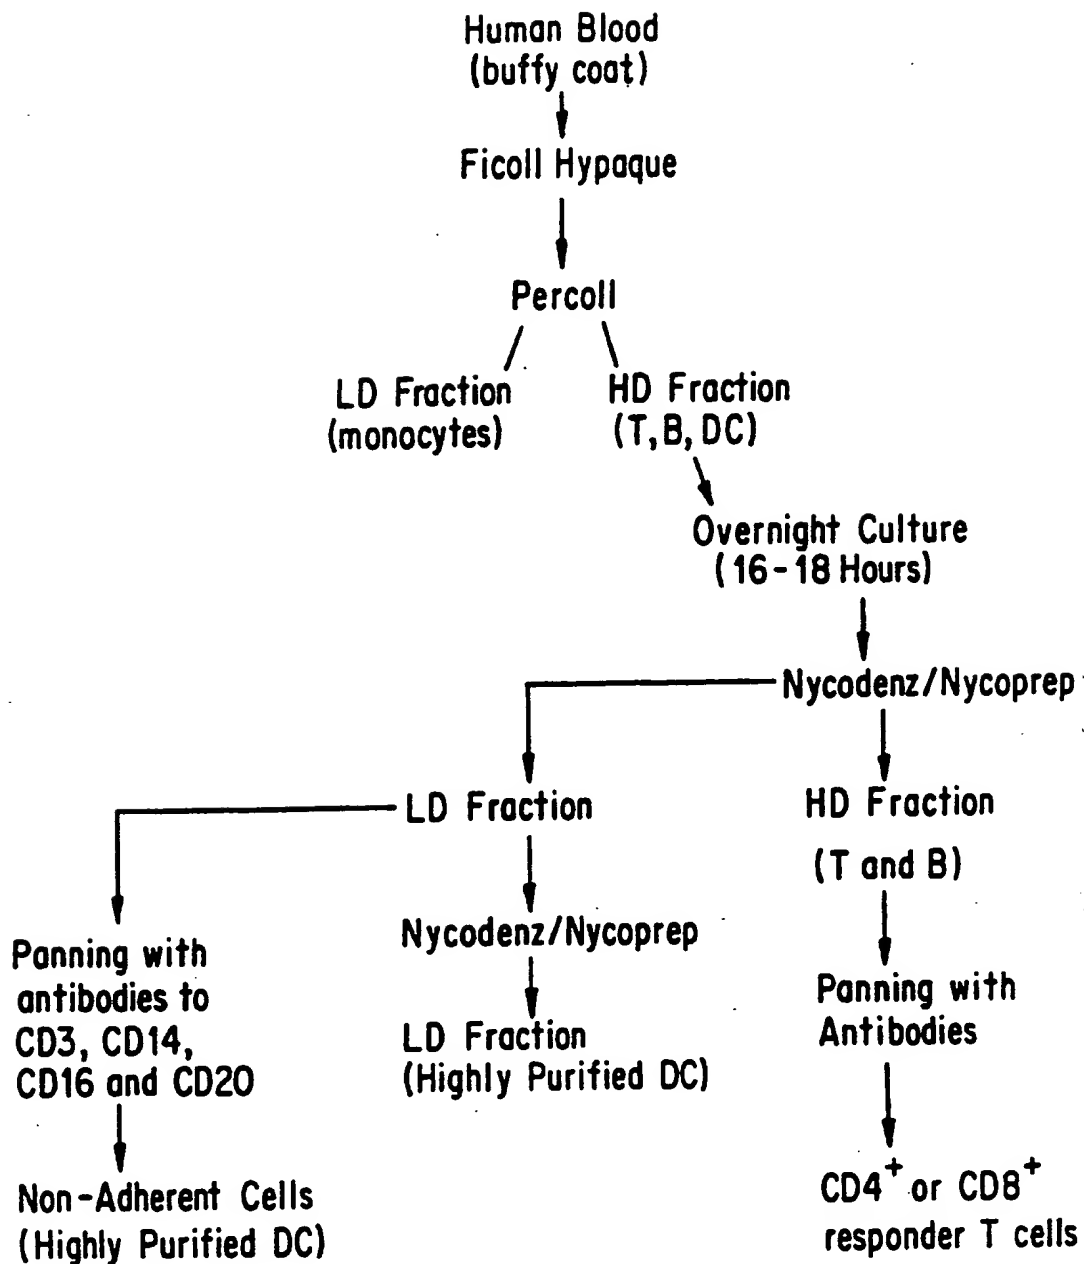 Human Blood
(buffy coat)
Ficoll Hypaque
Percoll
LD Fraction
(monocytes)
HD Fraction
(T, B, DC)
Overnight Culture
(16-18 Hours)
Nycodenz/Nycoprep
LD Fraction
HD Fraction
(T and B)
Panning with
antibodies to
CD3, CD14,
CD16 and CD20
Nycodenz/Nycoprep
LD Fraction
(Highly Purified DC)
Panning with
Antibodies
Non-Adherent Cells
(Highly Purified DC)
CD4⁺ or CD8⁺
responder T cells